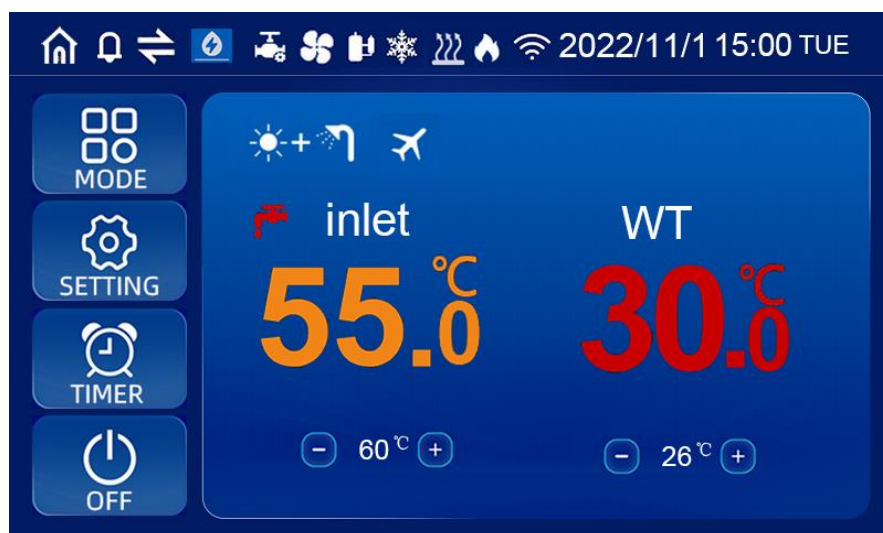 2022/11/1 15:00 TUE
MODE
SETTING
TIMER
OFF
inlet
WT
55.0℃
30.0℃
- 60℃ +
- 26℃ +